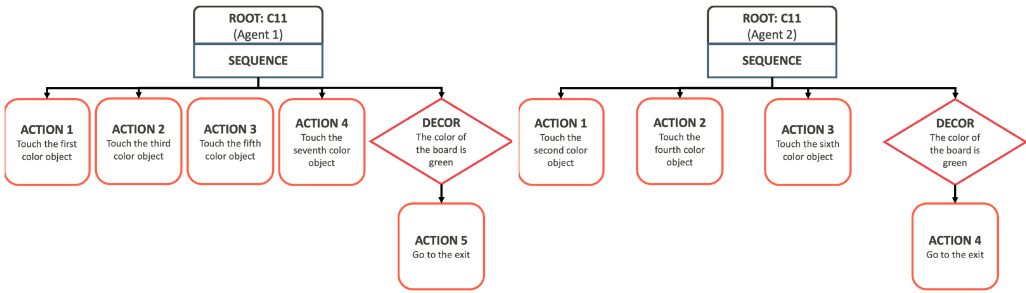 ROOT: C11
(Agent 1)
SEQUENCE
ACTION 1
Touch the first
color object
ACTION 2
Touch the third
color object
ACTION 3
Touch the fifth
color object
ACTION 4
Touch the
seventh color
object
DECOR
The color of
the board is
green
ACTION 5
Go to the exit
ROOT: C11
(Agent 2)
SEQUENCE
ACTION 1
Touch the
second color
object
ACTION 2
Touch the
fourth color
object
ACTION 3
Touch the sixth
color object
DECOR
The color of
the board is
green
ACTION 4
Go to the exit